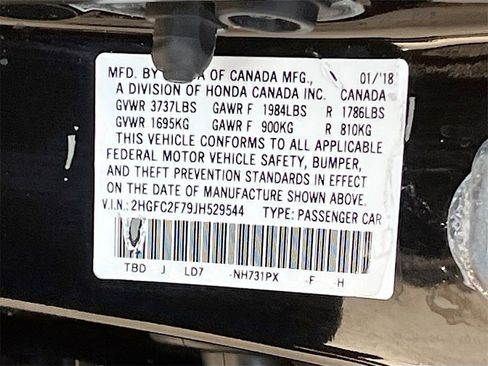 MFD. BY A OF CANADA MFG., 01/'18
A DIVISION OF HONDA CANADA INC. CANADA
GVWR 3737LBS GAWR F 1984LBS R 1786LBS
GVWR 1695KG GAWR F 900KG R 810KG
THIS VEHICLE CONFORMS TO ALL APPLICABLE
FEDERAL MOTOR VEHICLE SAFETY, BUMPER,
AND THEFT PREVENTION STANDARDS IN EFFECT
ON THE DATE OF MANUFACTURE SHOWN ABOVE.
V.I.N.: 2HGFC2F79JH529544 TYPE: PASSENGER CAR
TBD J LD7 -NH731PX -F -H